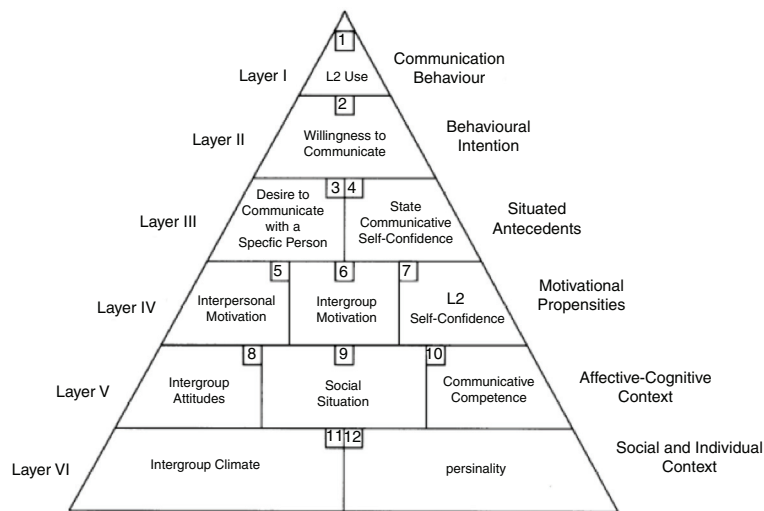 1
Layer I
L2 Use
Communication
Behaviour
2
Layer II
Willingness to
Communicate
Behavioural
Intention
3 4
Layer III
Desire to
Communicate
with a
Specfic Person
State
Communicative
Self-Confidence
Situated
Antecedents
5 6 7
Layer IV
Interpersonal
Motivation
Intergroup
Motivation
L2
Self-Confidence
Motivational
Propensities
8 9 10
Layer V
Intergroup
Attitudes
Social
Situation
Communicative
Competence
Affective-Cognitive
Context
11 12
Layer VI
Intergroup Climate
persinality
Social and Individual
Context